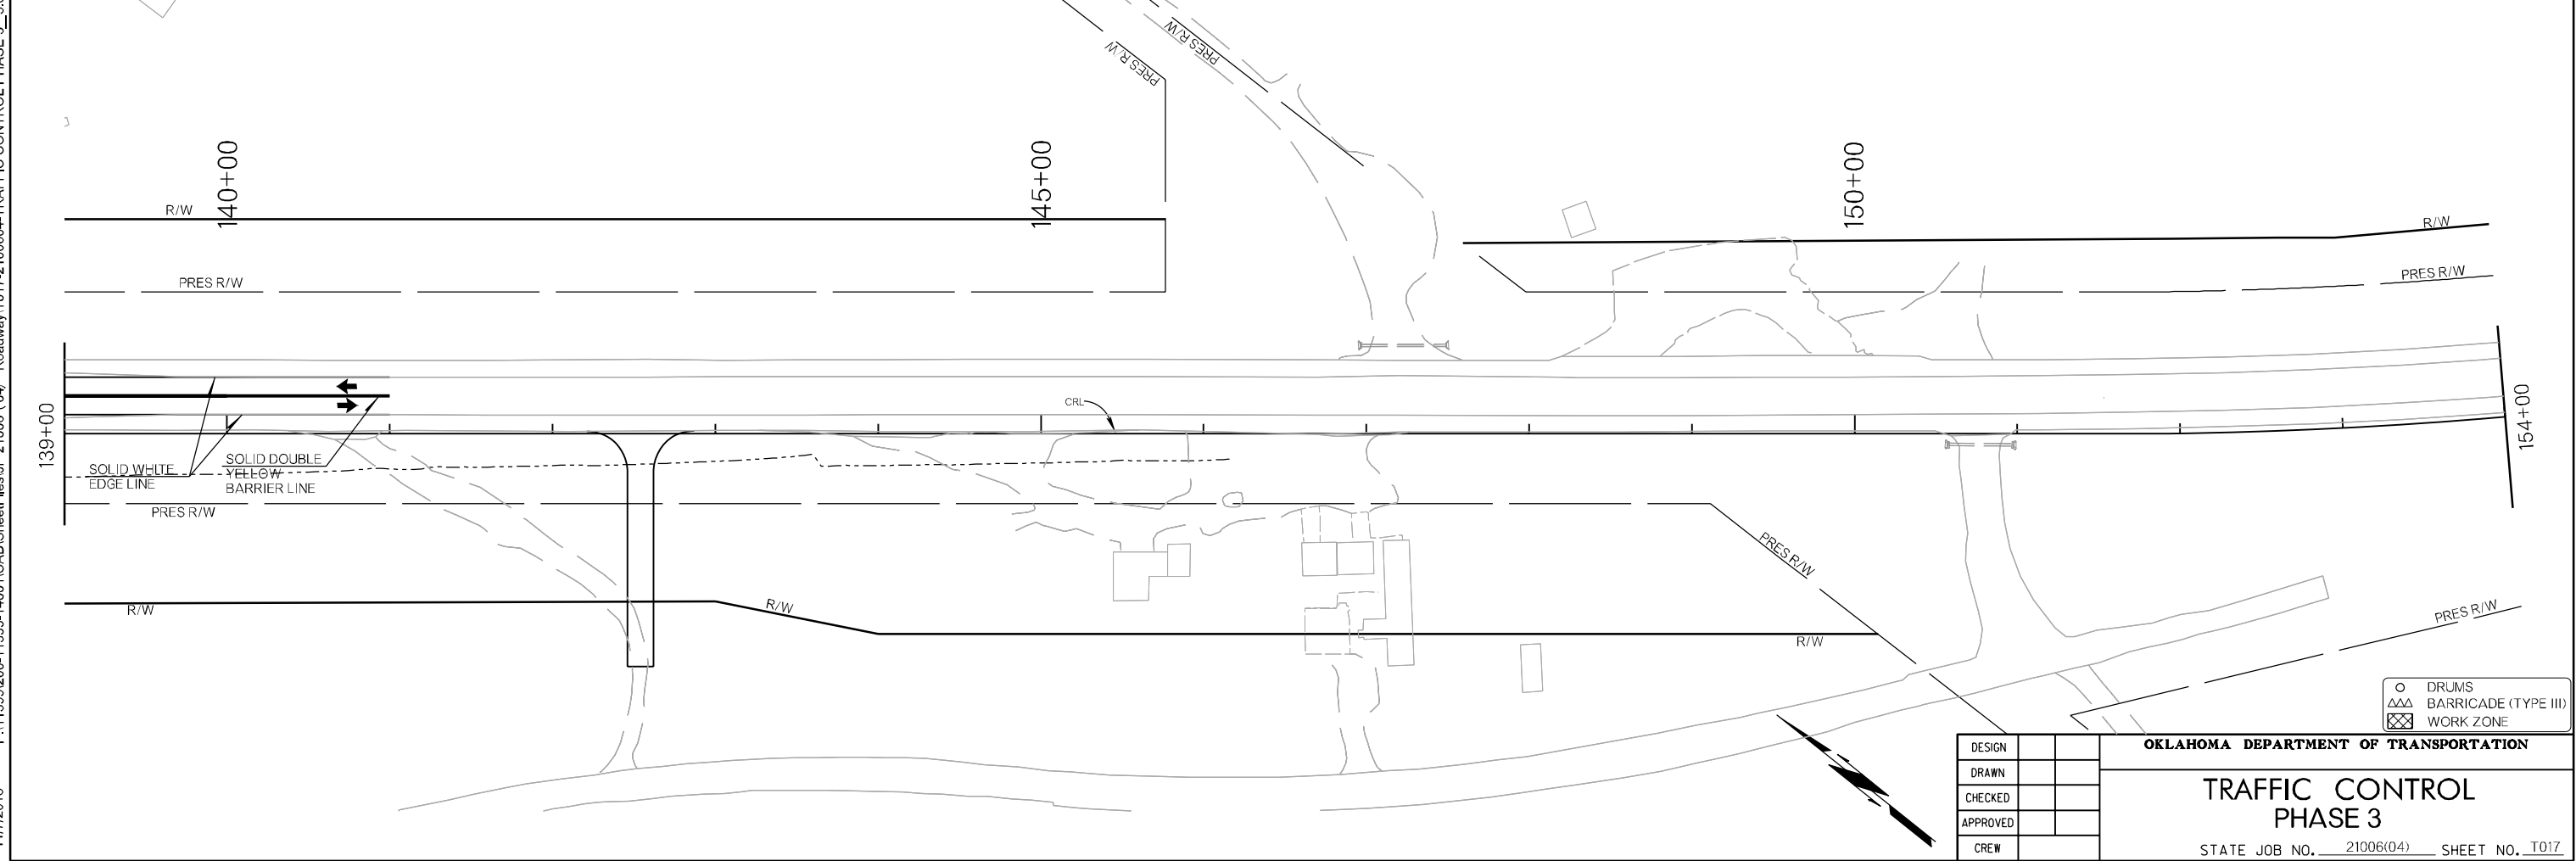 PRES R/W
PRES R/W
140+00
145+00
150+00
R/W
R/W
PRES R/W
PRES R/W
CRL
139+00
154+00
SOLID WHITE
EDGE LINE
SOLID DOUBLE
YELLOW
BARRIER LINE
PRES R/W
PRES R/W
R/W
R/W
R/W
PRES R/W
DRUMS
BARRICADE (TYPE III)
WORK ZONE
DESIGN
DRAWN
CHECKED
APPROVED
CREW
OKLAHOMA DEPARTMENT OF TRANSPORTATION
TRAFFIC CONTROL
PHASE 3
STATE JOB NO. 21006(04) SHEET NO. T017